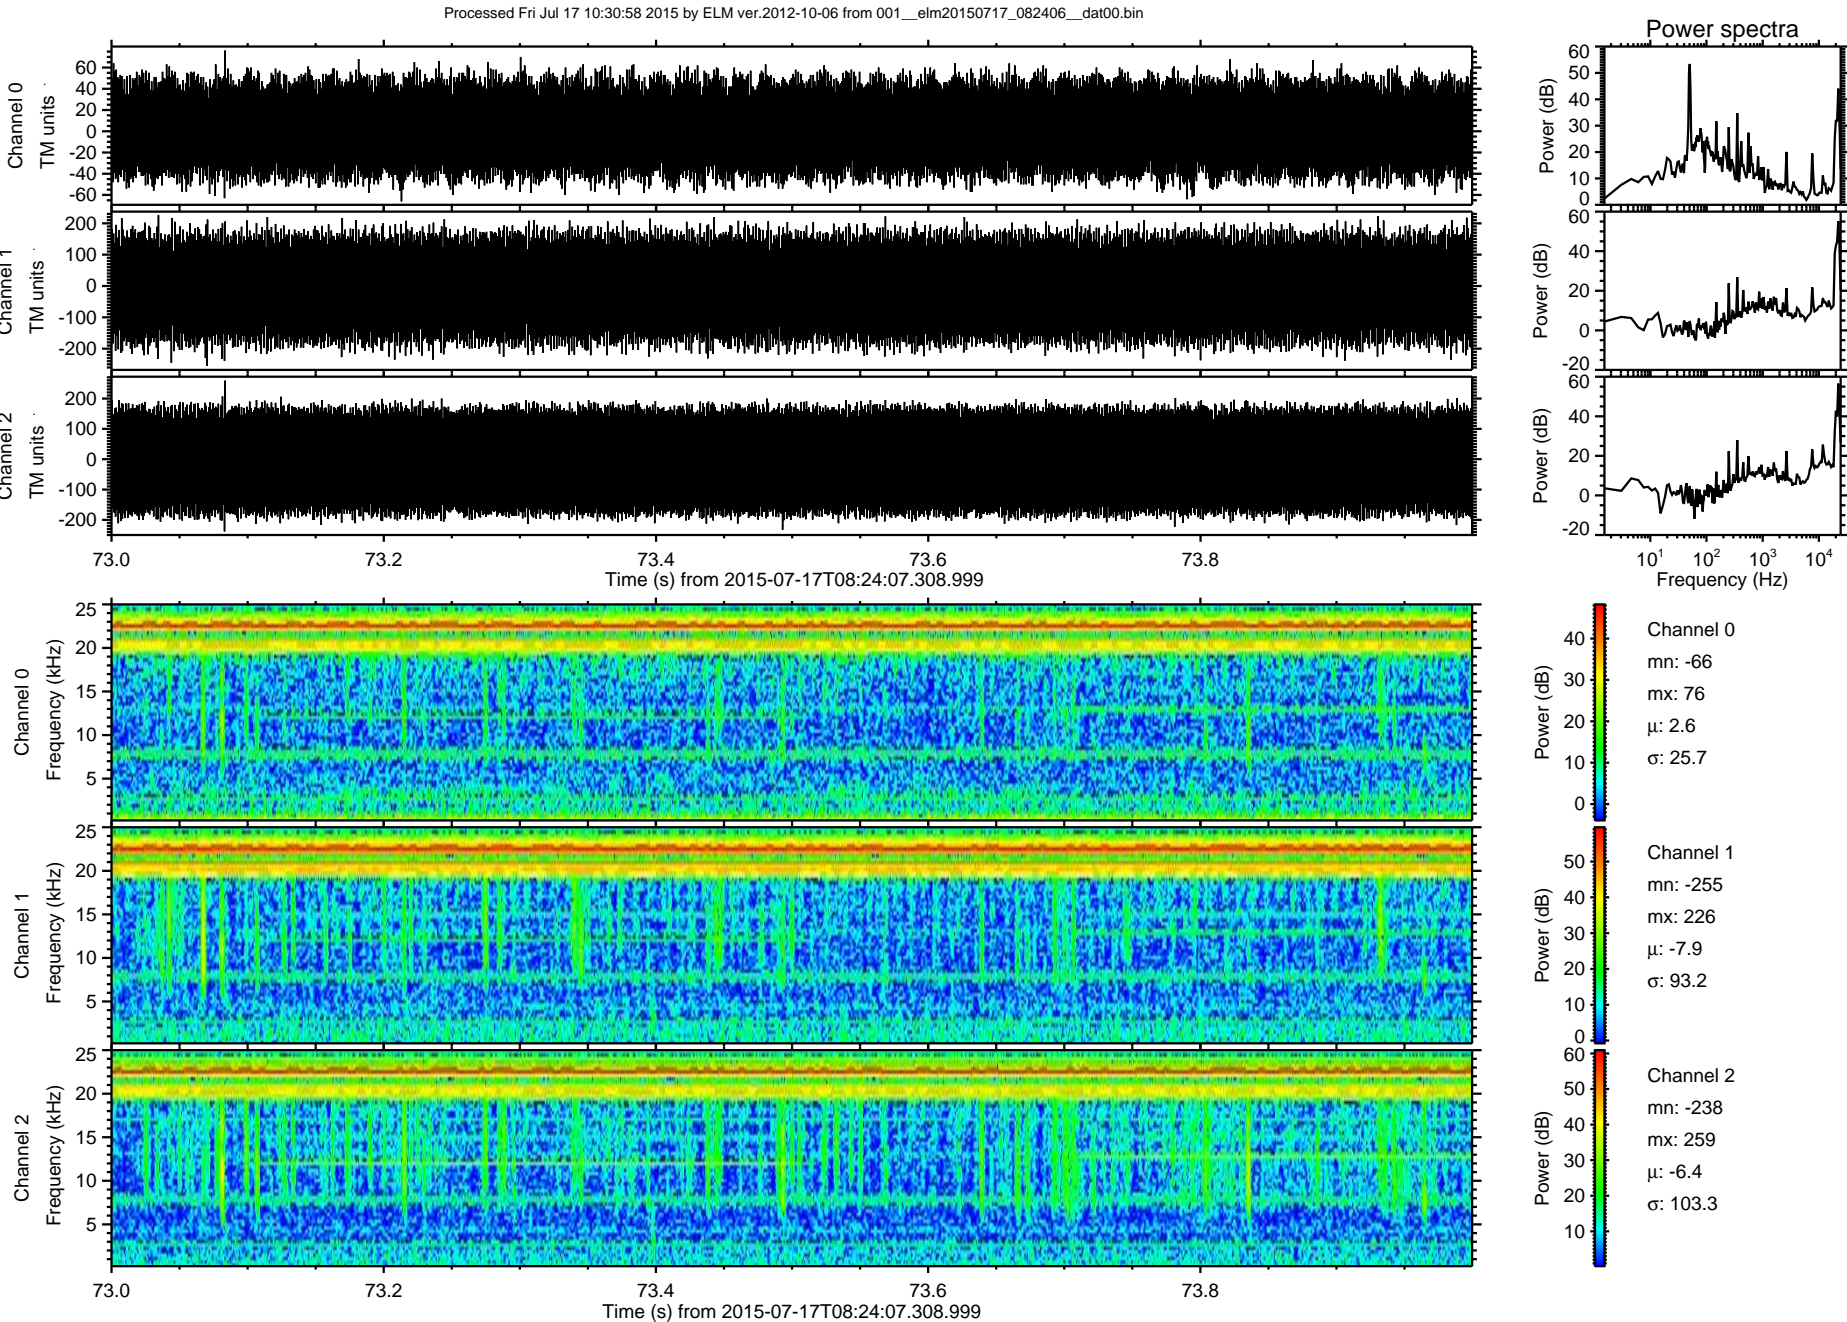 Processed Fri Jul 17 10:30:58 2015 by ELM ver.2012-10-06 from 001__elm20150717_082406__dat00.bin
Power spectra
Channel 0
TM units
60
40
20
0
-20
-40
-60
Power (dB)
60
50
40
30
20
10
0
Channel 1
TM units
200
100
0
-100
-200
Power (dB)
60
40
20
0
-20
Channel 2
TM units
200
100
0
-100
-200
Power (dB)
60
40
20
0
-20
73.0 73.2 73.4 73.6 73.8
Time (s) from 2015-07-17T08:24:07.308.999
10¹ 10² 10³ 10⁴
Frequency (Hz)
Channel 0
Frequency (kHz)
25
20
15
10
5
Power (dB)
40
30
20
10
0
Channel 0
mn: -66
mx: 76
μ: 2.6
σ: 25.7
Channel 1
Frequency (kHz)
25
20
15
10
5
Power (dB)
50
40
30
20
10
0
Channel 1
mn: -255
mx: 226
μ: -7.9
σ: 93.2
Channel 2
Frequency (kHz)
25
20
15
10
5
Power (dB)
60
50
40
30
20
10
Channel 2
mn: -238
mx: 259
μ: -6.4
σ: 103.3
73.0 73.2 73.4 73.6 73.8
Time (s) from 2015-07-17T08:24:07.308.999